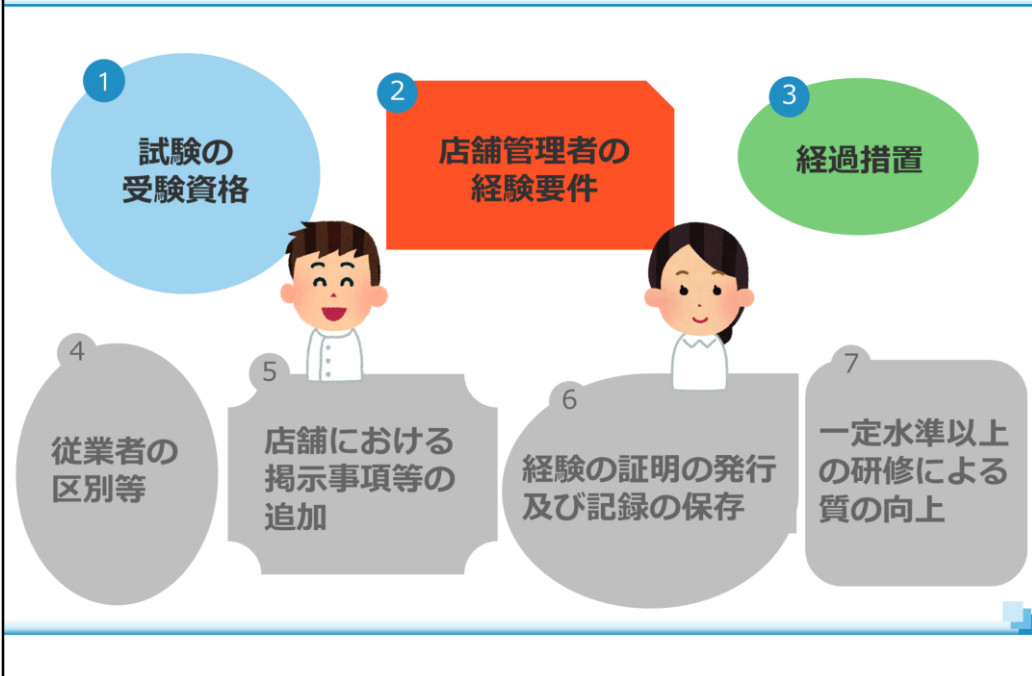 1
試験の
受験資格
2
店舗管理者の
経験要件
3
経過措置
4
従業者の
区別等
5
店舗における
掲示事項等の
追加
6
経験の証明の発行
及び記録の保存
7
一定水準以上
の研修による
質の向上